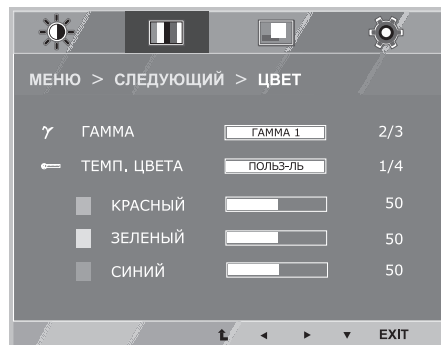 МЕНЮ > СЛЕДУЮЩИЙ > ЦВЕТ
γ ГАММА ГАММА 1 2/3
ТЕМП. ЦВЕТА ПОЛЬЗ-ЛЬ 1/4
КРАСНЫЙ 50
ЗЕЛЕНЫЙ 50
СИНИЙ 50
EXIT